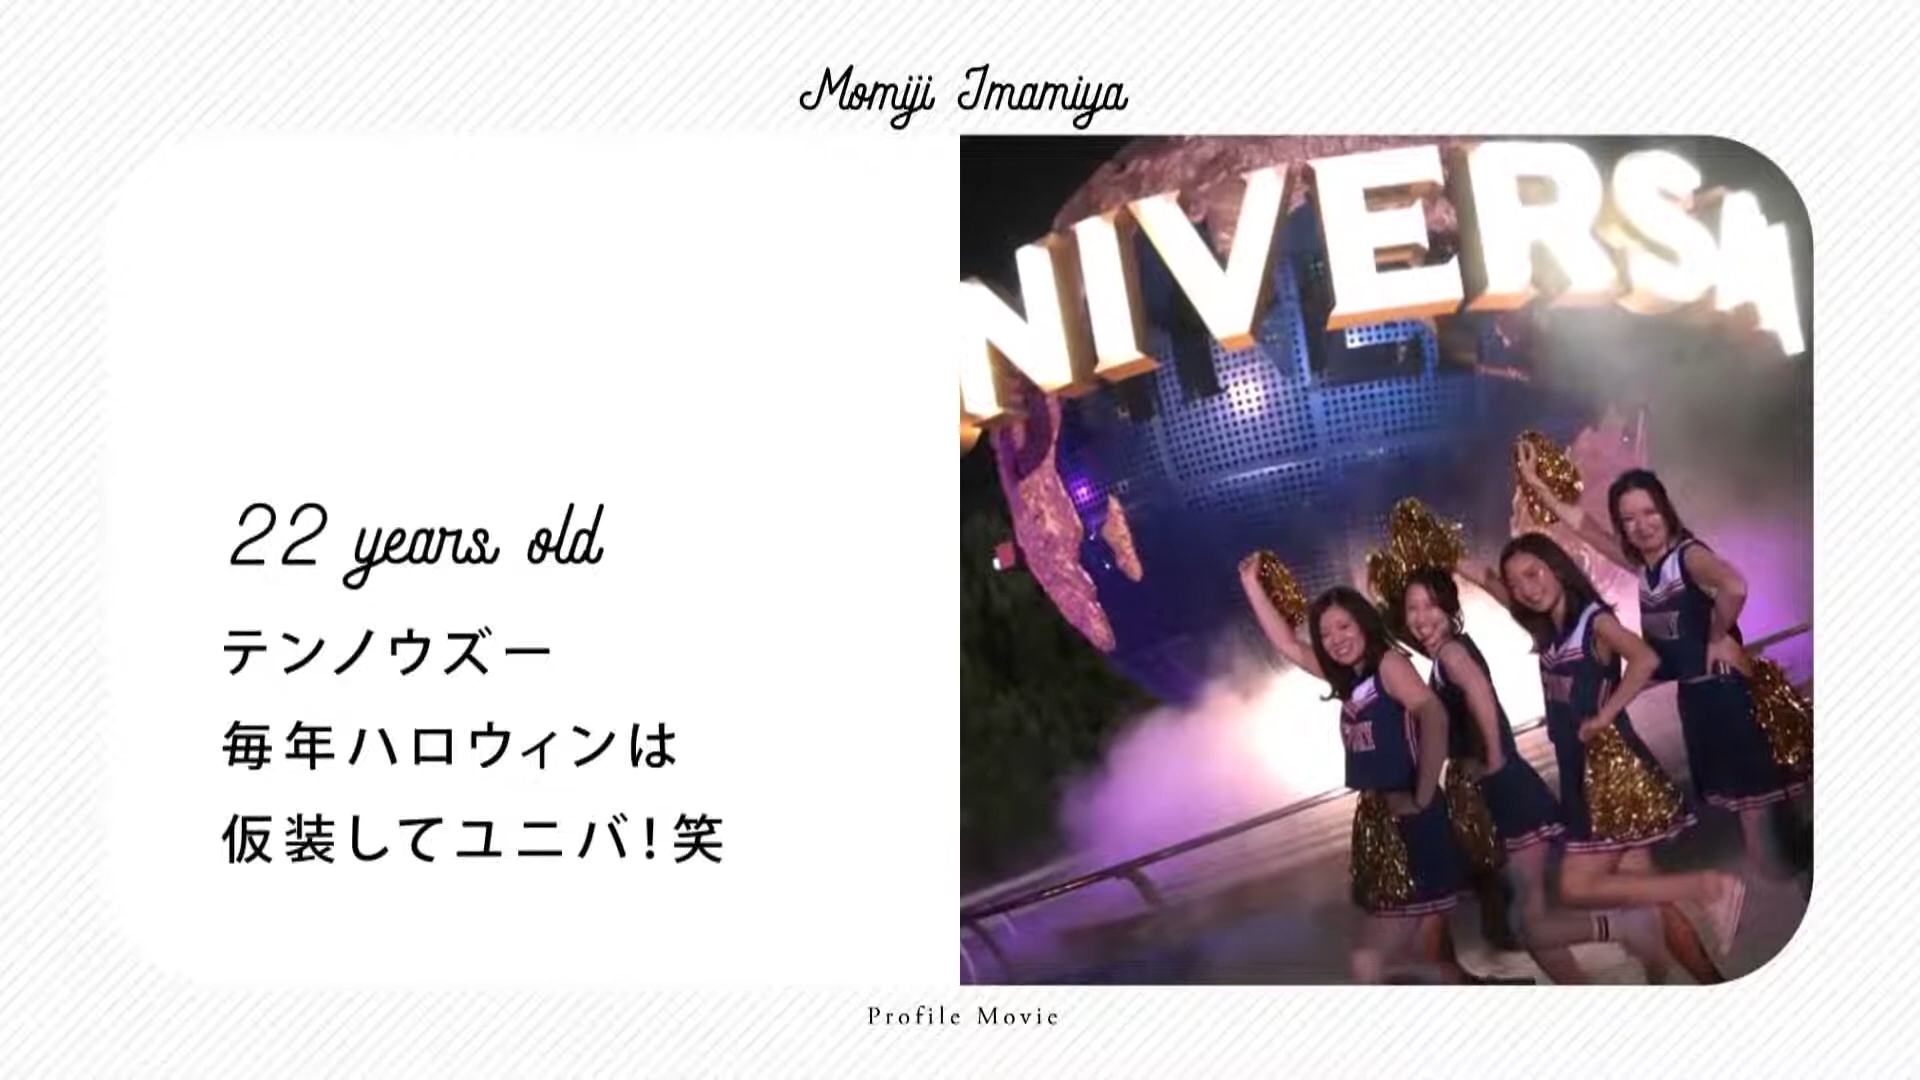 Momiji Imamiya
NIVERSA
22 years old
テンノウズー
毎年ハロウィンは
仮装してユニバ！笑
Profile Movie